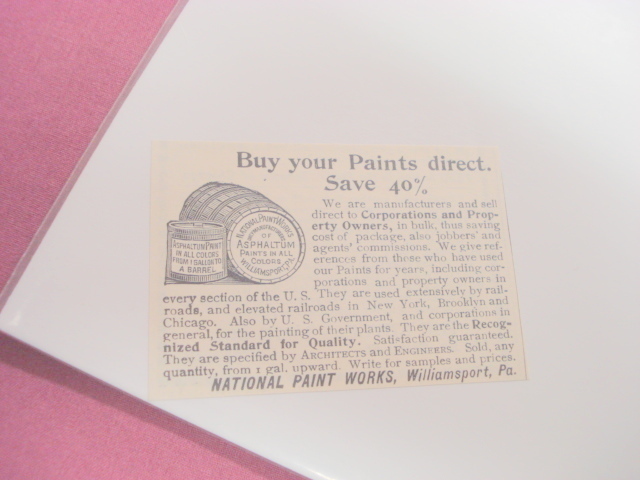 Buy your Paints direct.
Save 40%
We are manufacturers and sell
direct to Corporations and Prop-
erty Owners, in bulk, thus saving
cost of package, also jobbers' and
agents' commissions. We give ref-
erences from those who have used
our Paints for years, including cor-
porations and property owners in
every section of the U. S. They are used extensively by rail-
roads, and elevated railroads in New York, Brooklyn and
Chicago. Also by U. S. Government, and corporations in
general, for the painting of their plants. They are the Recog-
nized Standard for Quality. Satisfaction guaranteed.
They are specified by ARCHITECTS and ENGINEERS. Sold, any
quantity, from 1 gal. upward. Write for samples and prices.
NATIONAL PAINT WORKS, Williamsport, Pa.
ASPHALTUM PAINT
IN ALL COLORS
FROM 1 GALLON TO
A BARREL
NATIONAL PAINT WORKS
MANUFACTURERS
OF
ASPHALTUM
PAINTS IN ALL
COLORS
WILLIAMSPORT, PA.